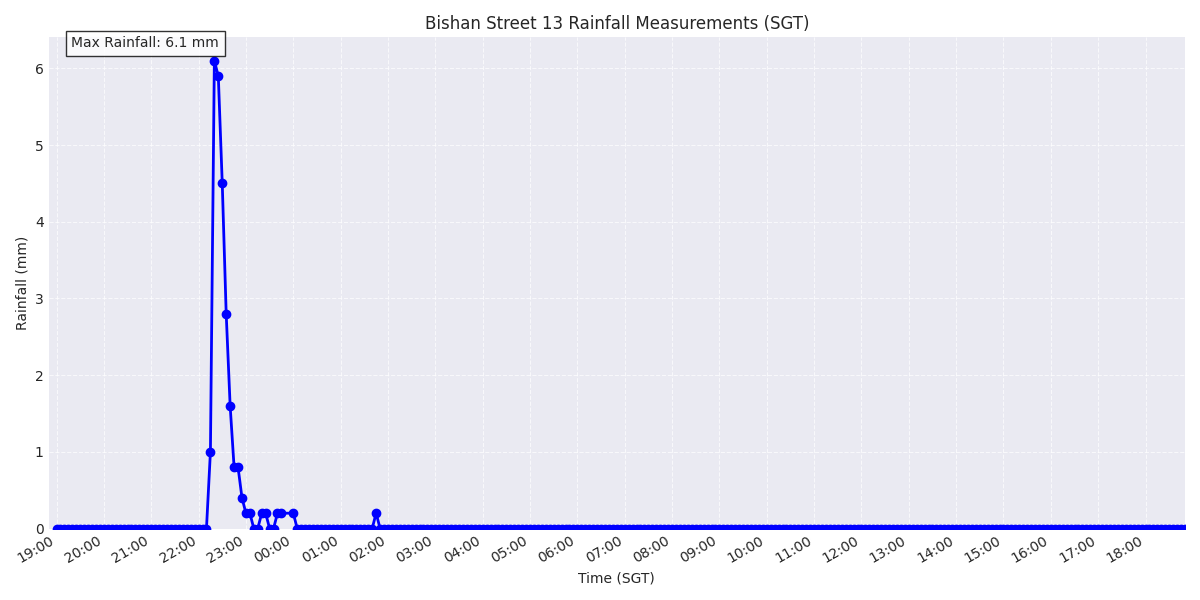 Bishan Street 13 Rainfall Measurements (SGT)
Max Rainfall: 6.1 mm
Rainfall (mm)
6
5
4
3
2
1
0
19:00 20:00 21:00 22:00 23:00 00:00 01:00 02:00 03:00 04:00 05:00 06:00 07:00 08:00 09:00 10:00 11:00 12:00 13:00 14:00 15:00 16:00 17:00 18:00
Time (SGT)